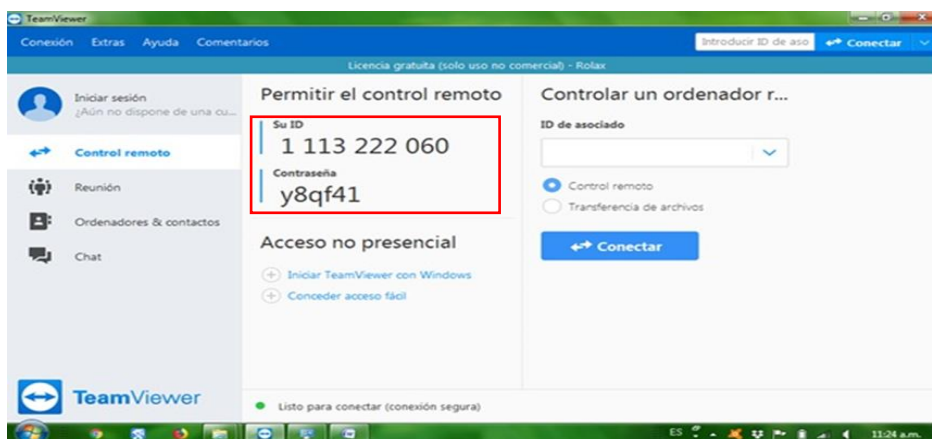 TeamViewer
Conexión Extras Ayuda Comentarios
Introducir ID de aso
Conectar
Licencia gratuita (solo uso no comercial) - Rolax
Iniciar sesión
¿Aún no dispone de una cu...
Control remoto
Reunión
Ordenadores & contactos
Chat
Permitir el control remoto
Su ID
1 113 222 060
Contraseña
y8qf41
Acceso no presencial
Iniciar TeamViewer con Windows
Conceder acceso fácil
Controlar un ordenador r...
ID de asociado
Control remoto
Transferencia de archivos
Conectar
TeamViewer
Listo para conectar (conexión segura)
ES
11:24 a.m.